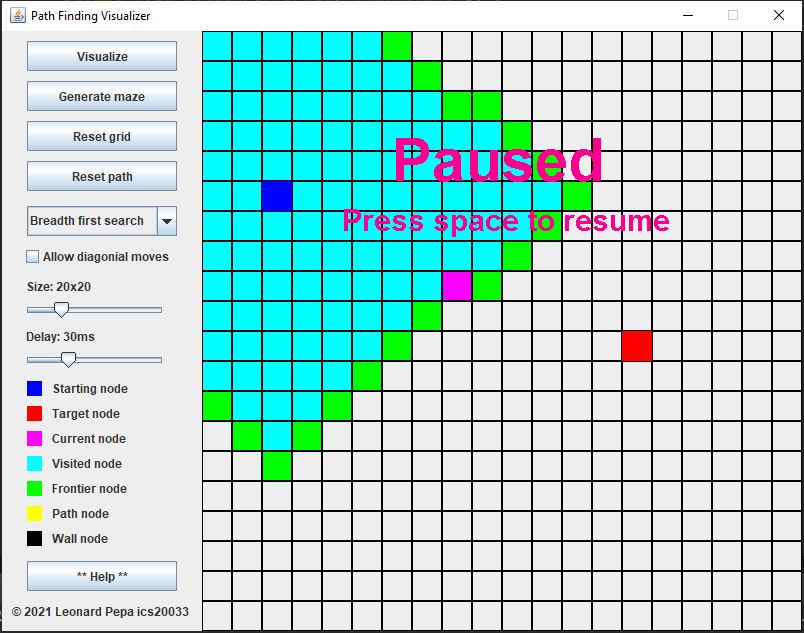 Path Finding Visualizer
Visualize
Generate maze
Reset grid
Reset path
Breadth first search
Allow diagonial moves
Size: 20x20
Delay: 30ms
Starting node
Target node
Current node
Visited node
Frontier node
Path node
Wall node
** Help **
© 2021 Leonard Pepa ics20033
Paused
Press space to resume